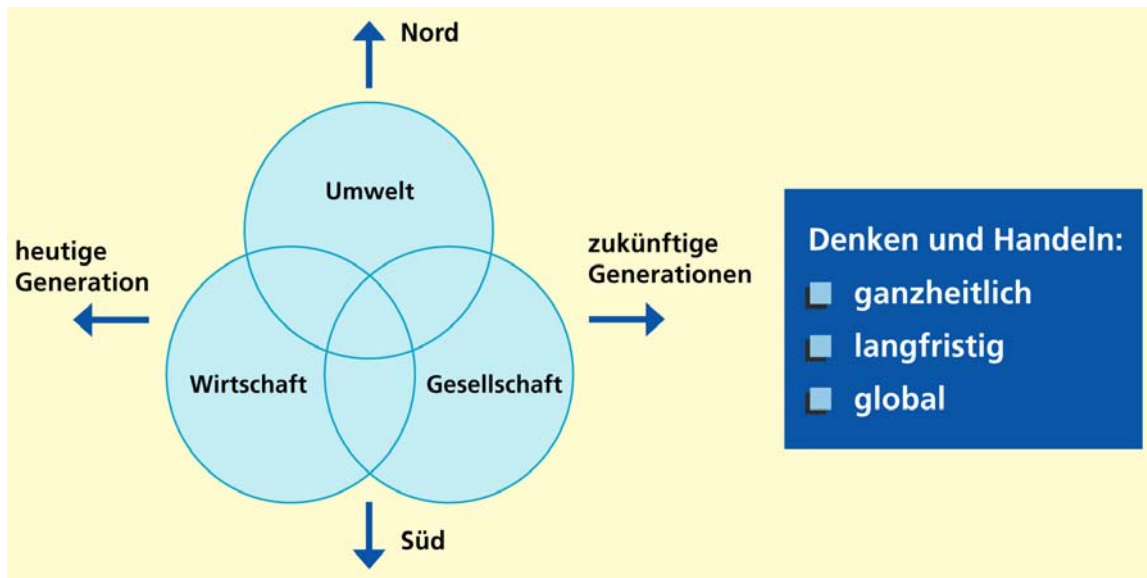 Nord
Umwelt
heutige
Generation
zukünftige
Generationen
Wirtschaft
Gesellschaft
Süd
Denken und Handeln:
ganzheitlich
langfristig
global